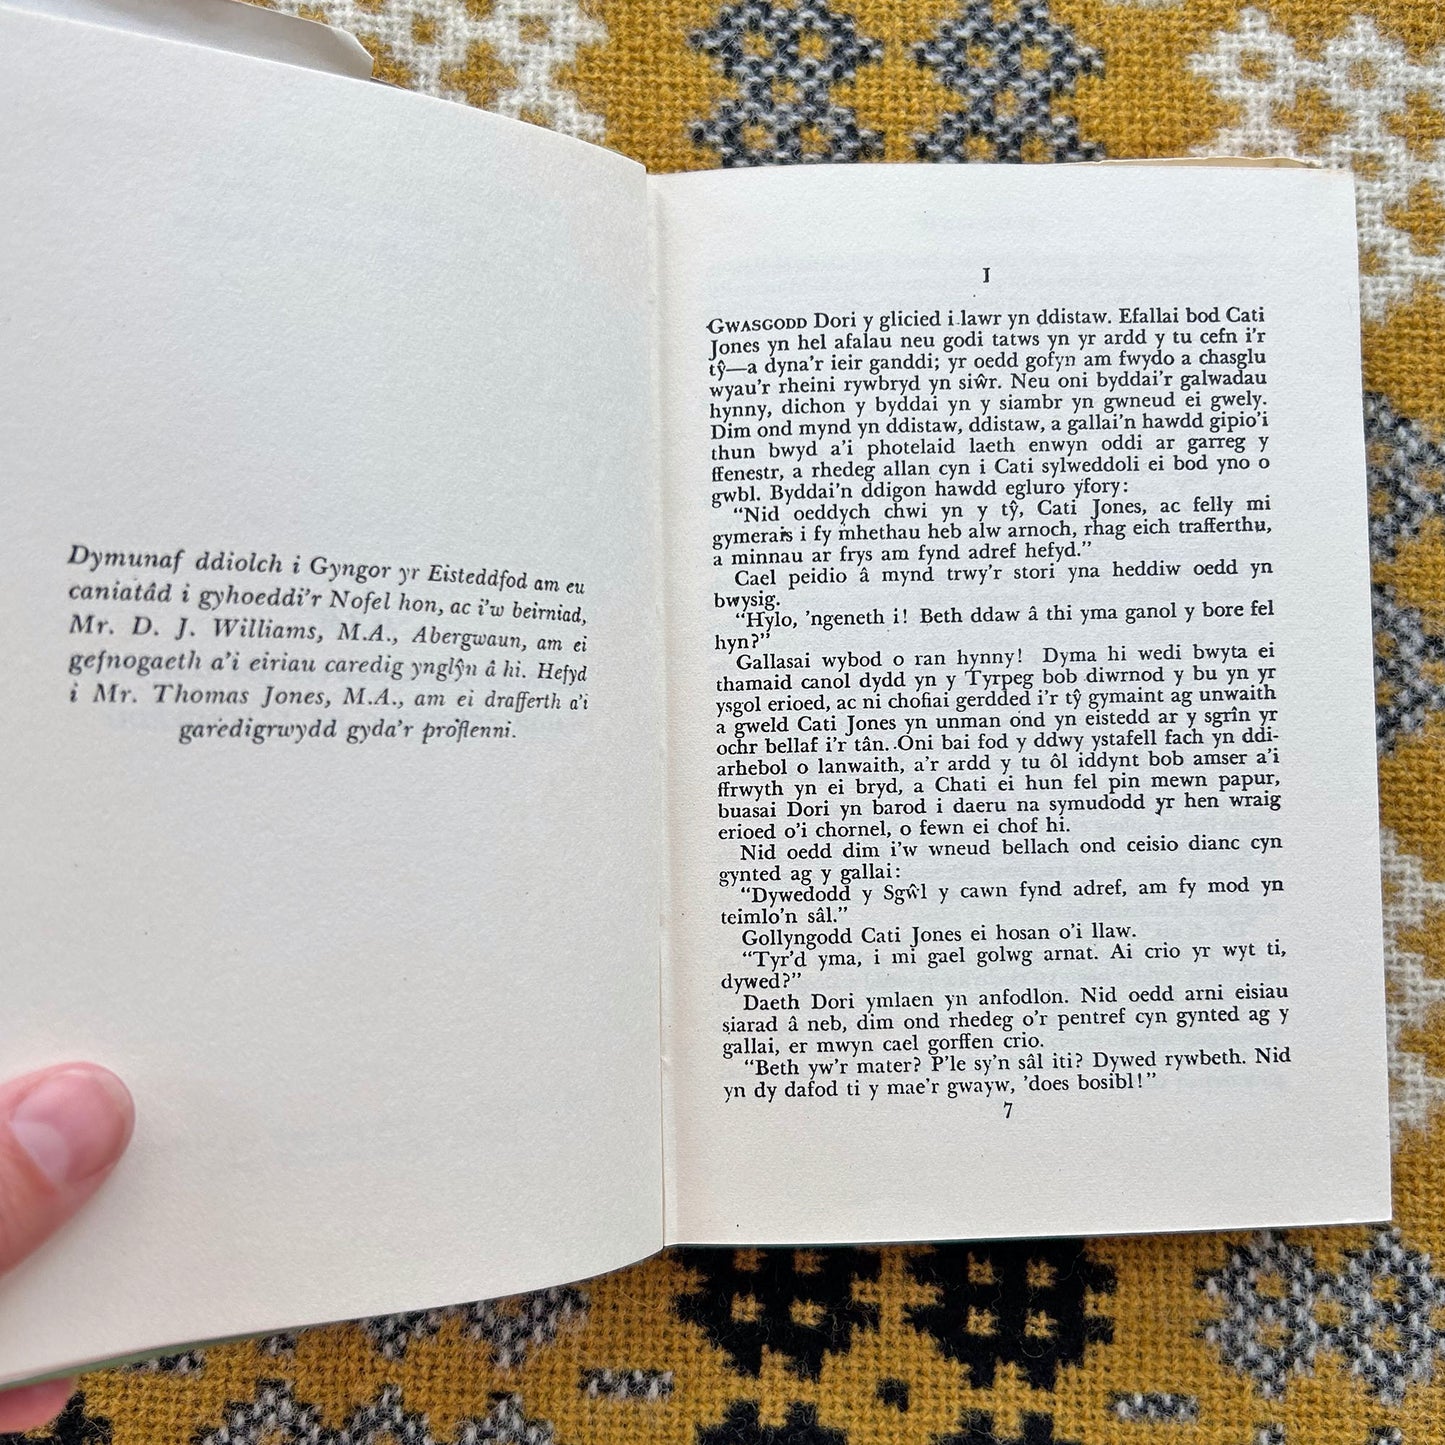 Dymunaf ddiolch i Gyngor yr Eisteddfod am eu
caniatâd i gyhoeddi'r Nofel hon, ac i'w beirniad,
Mr. D. J. Williams, M.A., Abergwaun, am ei
gefnogaeth a'i eiriau caredig ynglŷn â hi. Hefyd
i Mr. Thomas Jones, M.A., am ei drafferth a'i
garedigrwydd gyda'r proflenni.
I
GWASGODD Dori y glicied i lawr yn ddistaw. Efallai bod Cati
Jones yn hel afalau neu godi tatws yn yr ardd y tu cefn i'r
tŷ—a dyna'r ieir ganddi; yr oedd gofyn am fwydo a chasglu
wyau'r rheini rywbryd yn siŵr. Neu oni byddai'r galwadau
hynny, dichon y byddai yn y siambr yn gwneud ei gwely.
Dim ond mynd yn ddistaw, ddistaw, a gallai'n hawdd gipio'i
thun bwyd a'i photelaid laeth enwyn oddi ar garreg y
ffenestr, a rhedeg allan cyn i Cati sylweddoli ei bod yno o
gwbl. Byddai'n ddigon hawdd egluro yfory:
"Nid oeddych chwi yn y tŷ, Cati Jones, ac felly mi
gymerais i fy mhethau heb alw arnoch, rhag eich trafferthu,
a minnau ar frys am fynd adref hefyd."
Cael peidio â mynd trwy'r stori yna heddiw oedd yn
bwysig.
"Hylo, 'ngeneth i! Beth ddaw â thi yma ganol y bore fel
hyn?"
Gallasai wybod o ran hynny! Dyma hi wedi bwyta ei
thamaid canol dydd yn y Tyrpeg bob diwrnod y bu yn yr
ysgol erioed, ac ni chofiai gerdded i'r tŷ gymaint ag unwaith
a gweld Cati Jones yn unman ond yn eistedd ar y sgrîn yr
ochr bellaf i'r tân. Oni bai fod y ddwy ystafell fach yn ddi-
arhebol o lanwaith, a'r ardd y tu ôl iddynt bob amser a'i
ffrwyth yn ei bryd, a Chati ei hun fel pin mewn papur,
buasai Dori yn barod i daeru na symudodd yr hen wraig
erioed o'i chornel, o fewn ei chof hi.
Nid oedd dim i'w wneud bellach ond ceisio dianc cyn
gynted ag y gallai:
"Dywedodd y Sgŵl y cawn fynd adref, am fy mod yn
teimlo'n sâl."
Gollyngodd Cati Jones ei hosan o'i llaw.
"Tyr'd yma, i mi gael golwg arnat. Ai crio yr wyt ti,
dywed?"
Daeth Dori ymlaen yn anfodlon. Nid oedd arni eisiau
siarad â neb, dim ond rhedeg o'r pentref cyn gynted ag y
gallai, er mwyn cael gorffen crio.
"Beth yw'r mater? P'le sy'n sâl iti? Dywed rywbeth. Nid
yn dy dafod ti y mae'r gwayw, 'does bosibl!"
7